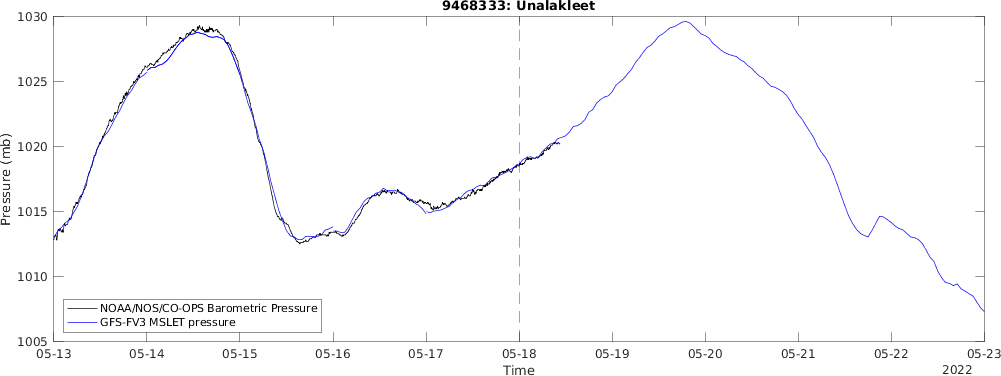 9468333: Unalakleet
Pressure (mb)
1030
1025
1020
1015
1010
1005
NOAA/NOS/CO-OPS Barometric Pressure
GFS-FV3 MSLET pressure
05-13 05-14 05-15 05-16 05-17 05-18 05-19 05-20 05-21 05-22 05-23
Time
2022